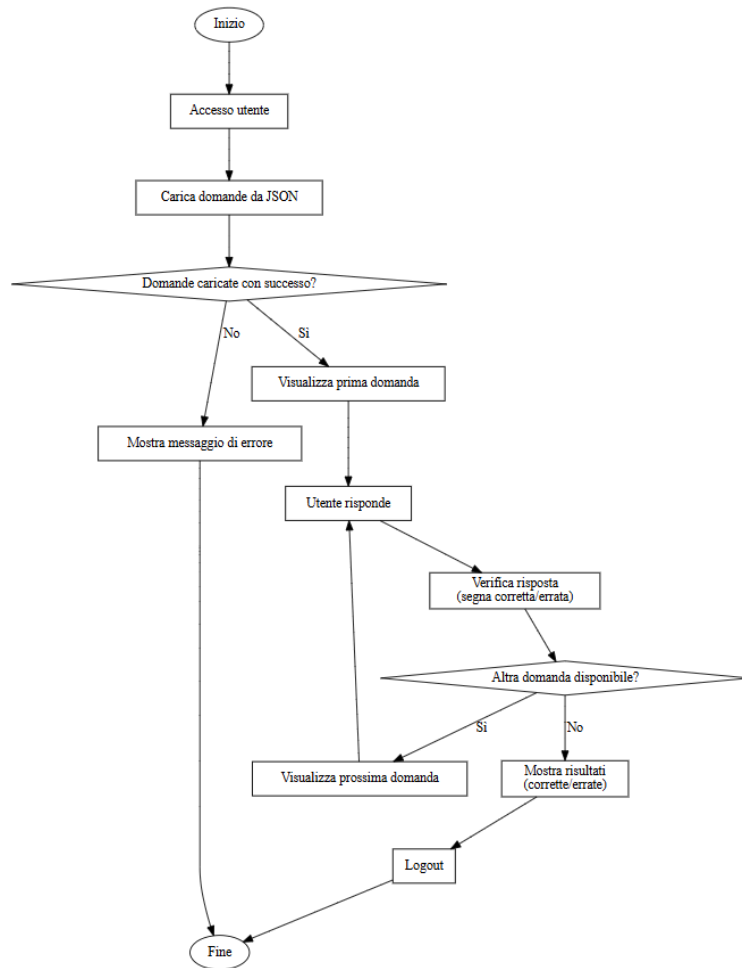 Inizio
Accesso utente
Carica domande da JSON
Domande caricate con successo?
No
Sì
Visualizza prima domanda
Mostra messaggio di errore
Utente risponde
Verifica risposta
(segna corretta/errata)
Altra domanda disponibile?
Sì
No
Visualizza prossima domanda
Mostra risultati
(corrette/errate)
Logout
Fine